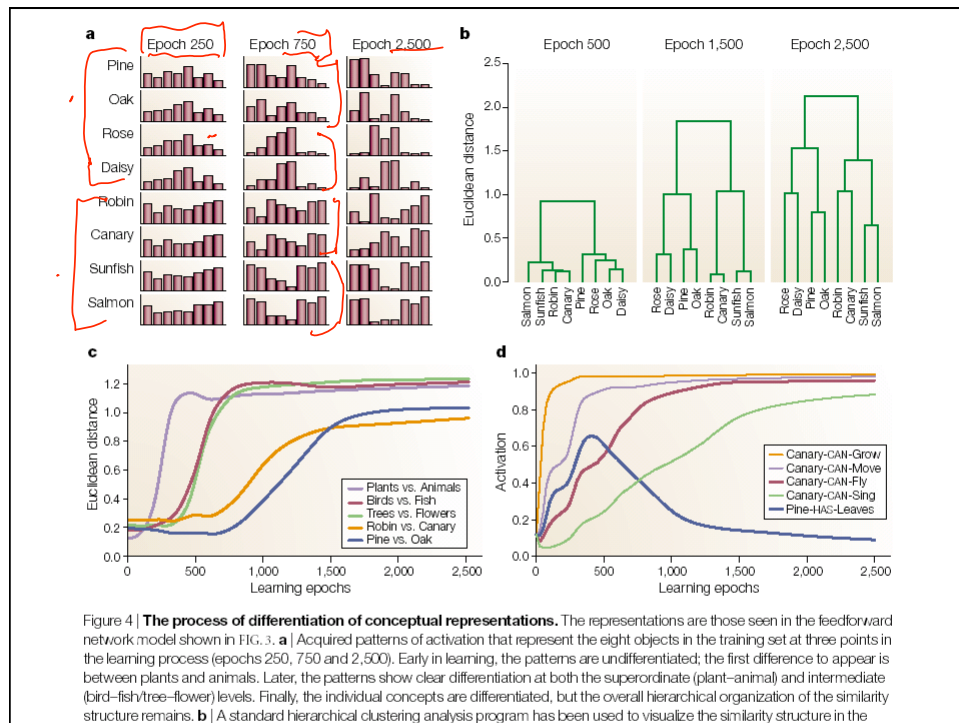 a
Epoch 250 Epoch 750 Epoch 2,500
Pine
Oak
Rose
Daisy
Robin
Canary
Sunfish
Salmon
b
Epoch 500 Epoch 1,500 Epoch 2,500
Euclidean distance
2.5
2.0
1.5
1.0
0.5
0.0
Salmon Sunfish Robin Canary Pine Rose Oak Daisy
Rose Daisy Pine Oak Robin Canary Sunfish Salmon
Rose Daisy Pine Oak Robin Canary Sunfish Salmon
c
Euclidean distance
1.2
1.0
0.8
0.6
0.4
0.2
0.0
0 500 1,000 1,500 2,000 2,500
Learning epochs
Plants vs. Animals
Birds vs. Fish
Trees vs. Flowers
Robin vs. Canary
Pine vs. Oak
d
Activation
1.0
0.8
0.6
0.4
0.2
0.0
0 500 1,000 1,500 2,000 2,500
Learning epochs
Canary-CAN-Grow
Canary-CAN-Move
Canary-CAN-Fly
Canary-CAN-Sing
Pine-HAS-Leaves
Figure 4 | The process of differentiation of conceptual representations. The representations are those seen in the feedforward
network model shown in FIG. 3. a | Acquired patterns of activation that represent the eight objects in the training set at three points in
the learning process (epochs 250, 750 and 2,500). Early in learning, the patterns are undifferentiated; the first difference to appear is
between plants and animals. Later, the patterns show clear differentiation at both the superordinate (plant–animal) and intermediate
(bird–fish/tree–flower) levels. Finally, the individual concepts are differentiated, but the overall hierarchical organization of the similarity
structure remains. b | A standard hierarchical clustering analysis program has been used to visualize the similarity structure in the